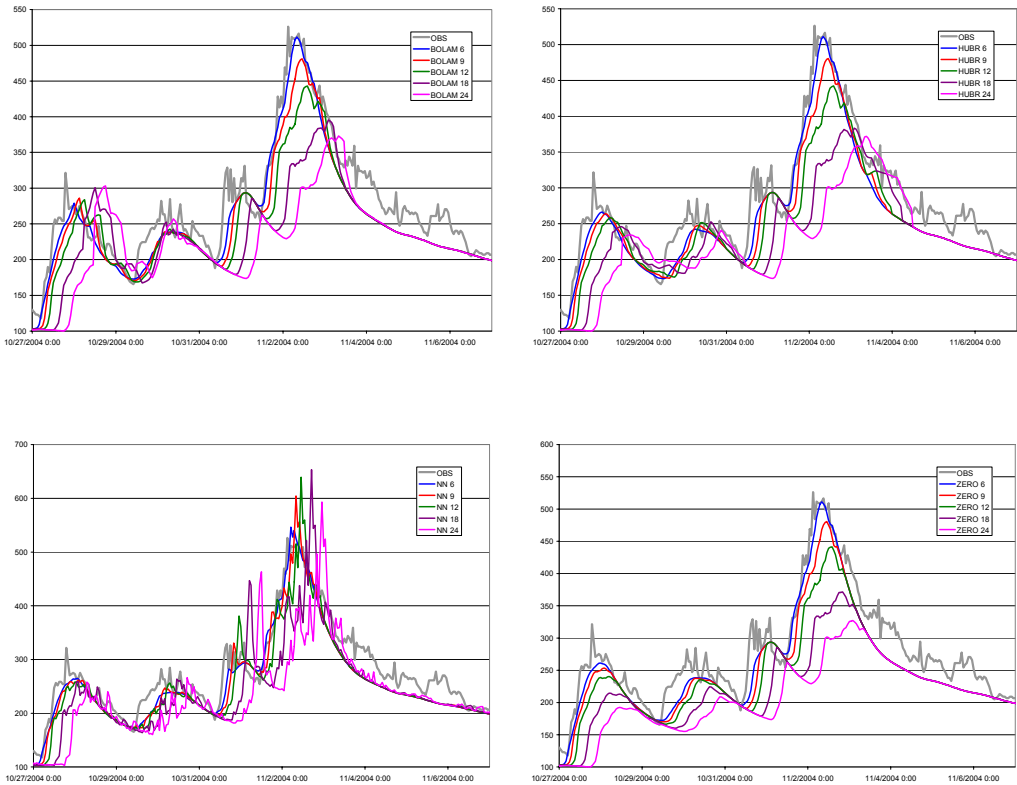 550
500
450
400
350
300
250
200
150
100
10/27/2004 0:00 10/29/2004 0:00 10/31/2004 0:00 11/2/2004 0:00 11/4/2004 0:00 11/6/2004 0:00
OBS
BOLAM 6
BOLAM 9
BOLAM 12
BOLAM 18
BOLAM 24
550
500
450
400
350
300
250
200
150
100
10/27/2004 0:00 10/29/2004 0:00 10/31/2004 0:00 11/2/2004 0:00 11/4/2004 0:00 11/6/2004 0:00
OBS
HUBR 6
HUBR 9
HUBR 12
HUBR 18
HUBR 24
700
600
500
400
300
200
100
10/27/2004 0:00 10/29/2004 0:00 10/31/2004 0:00 11/2/2004 0:00 11/4/2004 0:00 11/6/2004 0:00
OBS
NN 6
NN 9
NN 12
NN 18
NN 24
600
550
500
450
400
350
300
250
200
150
100
10/27/2004 0:00 10/29/2004 0:00 10/31/2004 0:00 11/2/2004 0:00 11/4/2004 0:00 11/6/2004 0:00
OBS
ZERO 6
ZERO 9
ZERO 12
ZERO 18
ZERO 24